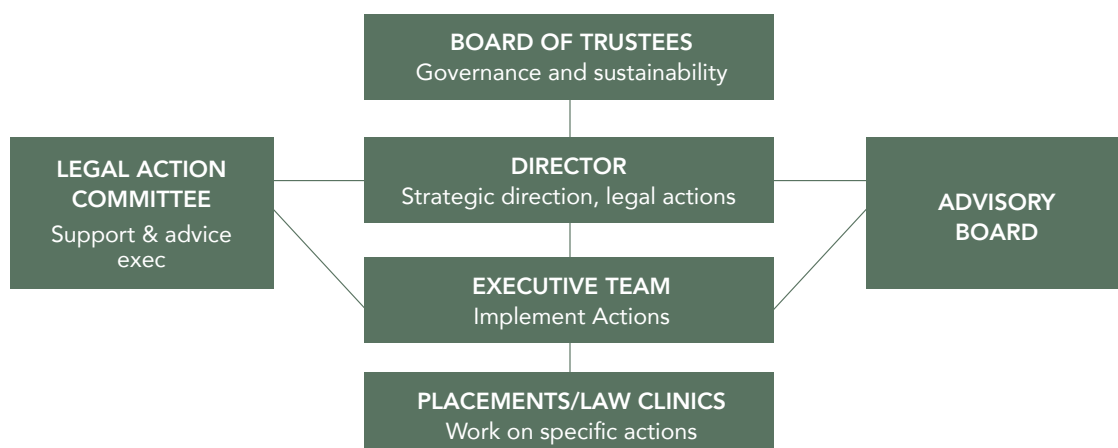 BOARD OF TRUSTEES
Governance and sustainability
LEGAL ACTION
COMMITTEE
Support & advice
exec
DIRECTOR
Strategic direction, legal actions
ADVISORY
BOARD
EXECUTIVE TEAM
Implement Actions
PLACEMENTS/LAW CLINICS
Work on specific actions